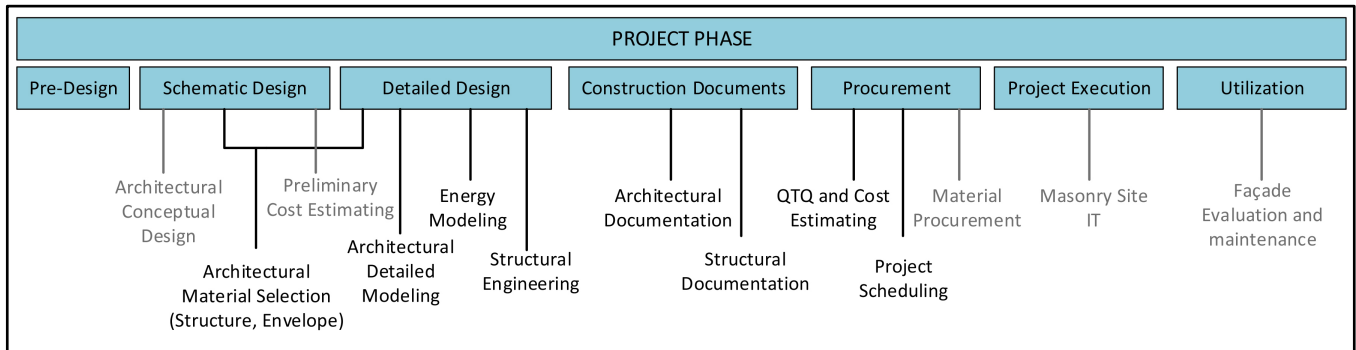 PROJECT PHASE
Pre-Design
Schematic Design
Detailed Design
Construction Documents
Procurement
Project Execution
Utilization
Architectural
Conceptual
Design
Preliminary
Cost Estimating
Architectural
Material Selection
(Structure, Envelope)
Architectural
Detailed
Modeling
Energy
Modeling
Structural
Engineering
Architectural
Documentation
Structural
Documentation
QTQ and Cost
Estimating
Project
Scheduling
Material
Procurement
Masonry Site
IT
Façade
Evaluation and
maintenance